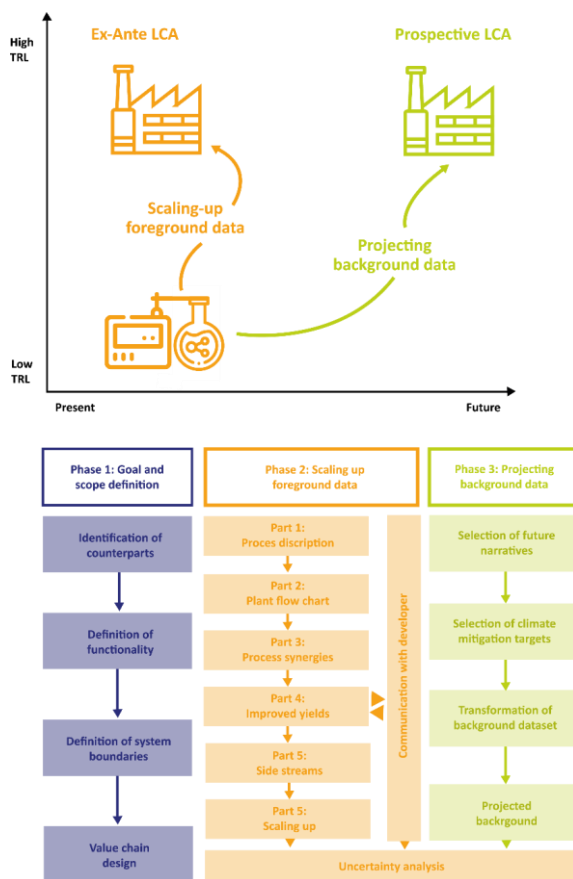 High
TRL
Ex-Ante LCA
Prospective LCA
Scaling-up
foreground data
Projecting
background data
Low
TRL
Present
Future
Phase 1: Goal and
scope definition
Phase 2: Scaling up
foreground data
Phase 3: Projecting
background data
Identification of
counterparts
Definition of
functionality
Definition of system
boundaries
Value chain
design
Part 1:
Proces discription
Part 2:
Plant flow chart
Part 3:
Process synergies
Part 4:
Improved yields
Part 5:
Side streams
Part 5:
Scaling up
Communication with developer
Selection of future
narratives
Selection of climate
mitigation targets
Transformation of
background dataset
Projected
backgrond
Uncertainty analysis